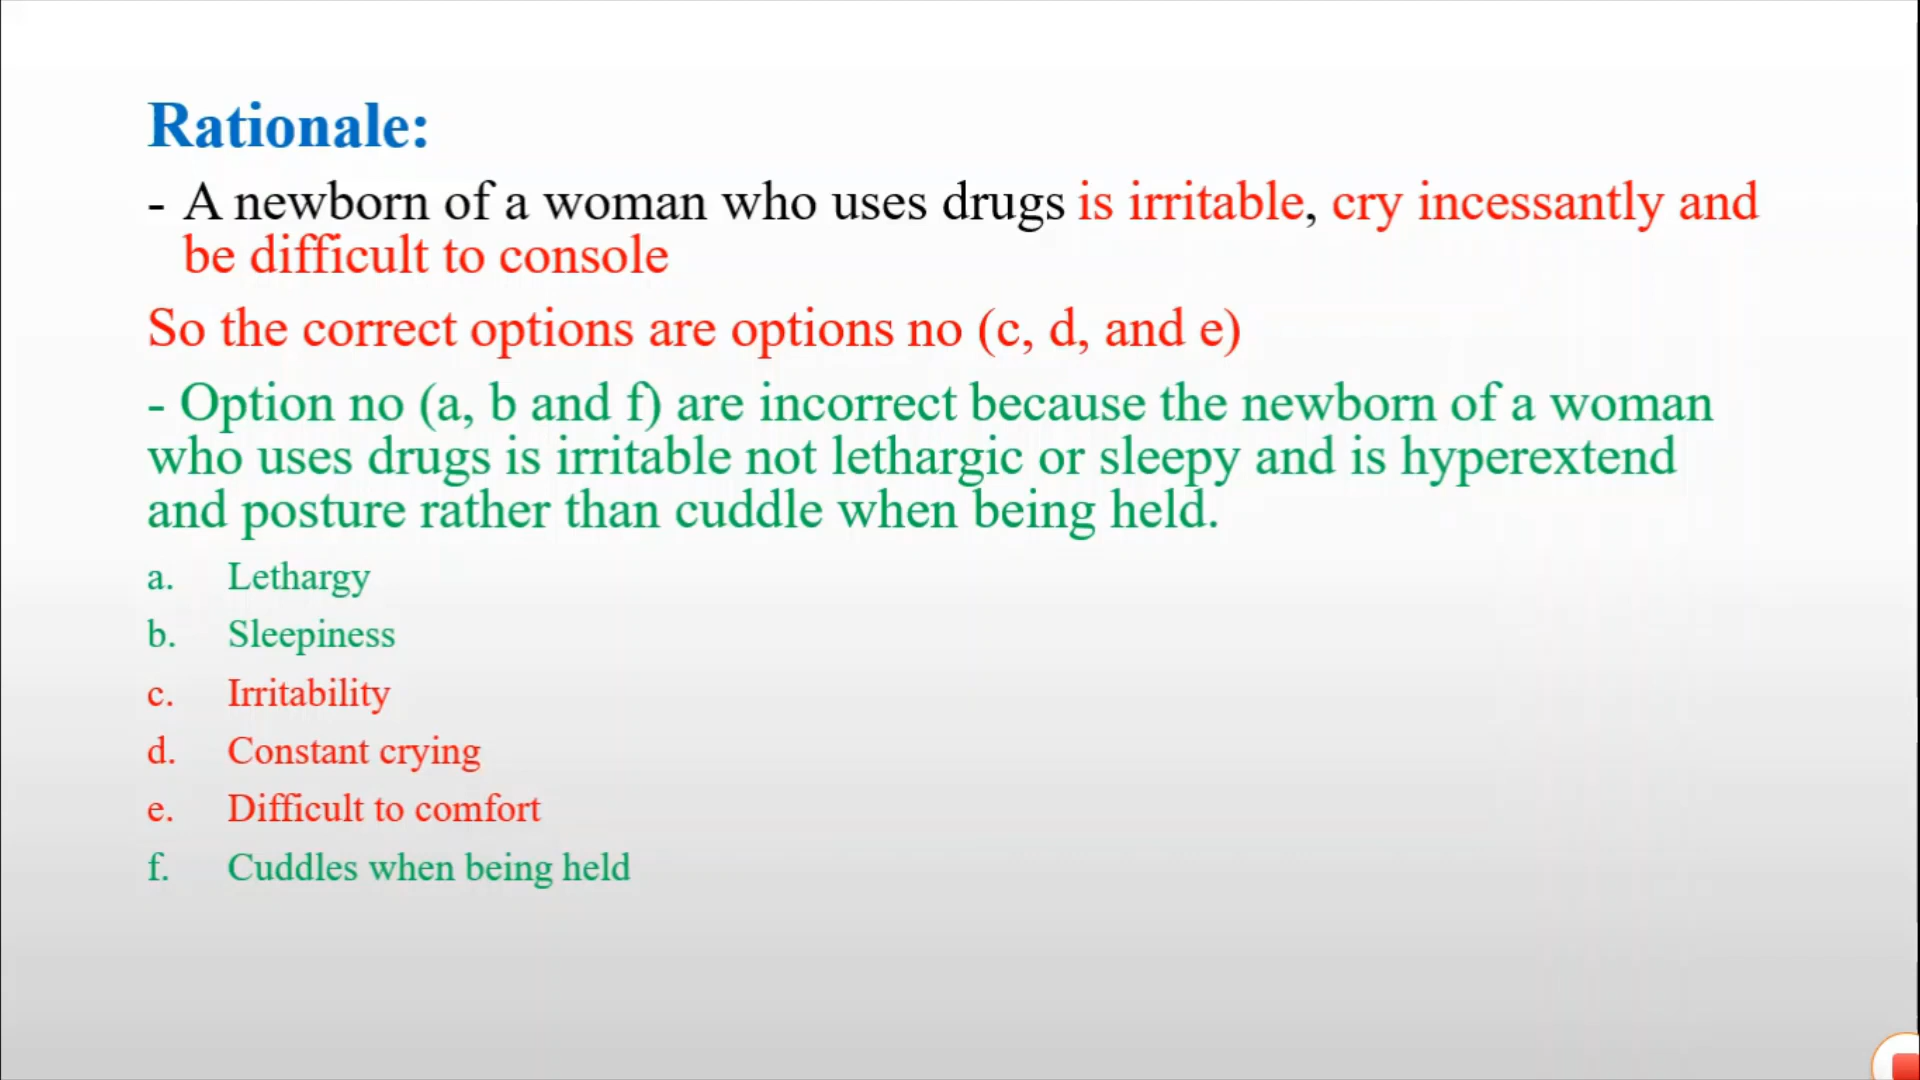 Rationale:
- A newborn of a woman who uses drugs is irritable, cry incessantly and
be difficult to console
So the correct options are options no (c, d, and e)
- Option no (a, b and f) are incorrect because the newborn of a woman
who uses drugs is irritable not lethargic or sleepy and is hyperextend
and posture rather than cuddle when being held.
a. Lethargy
b. Sleepiness
c. Irritability
d. Constant crying
e. Difficult to comfort
f. Cuddles when being held